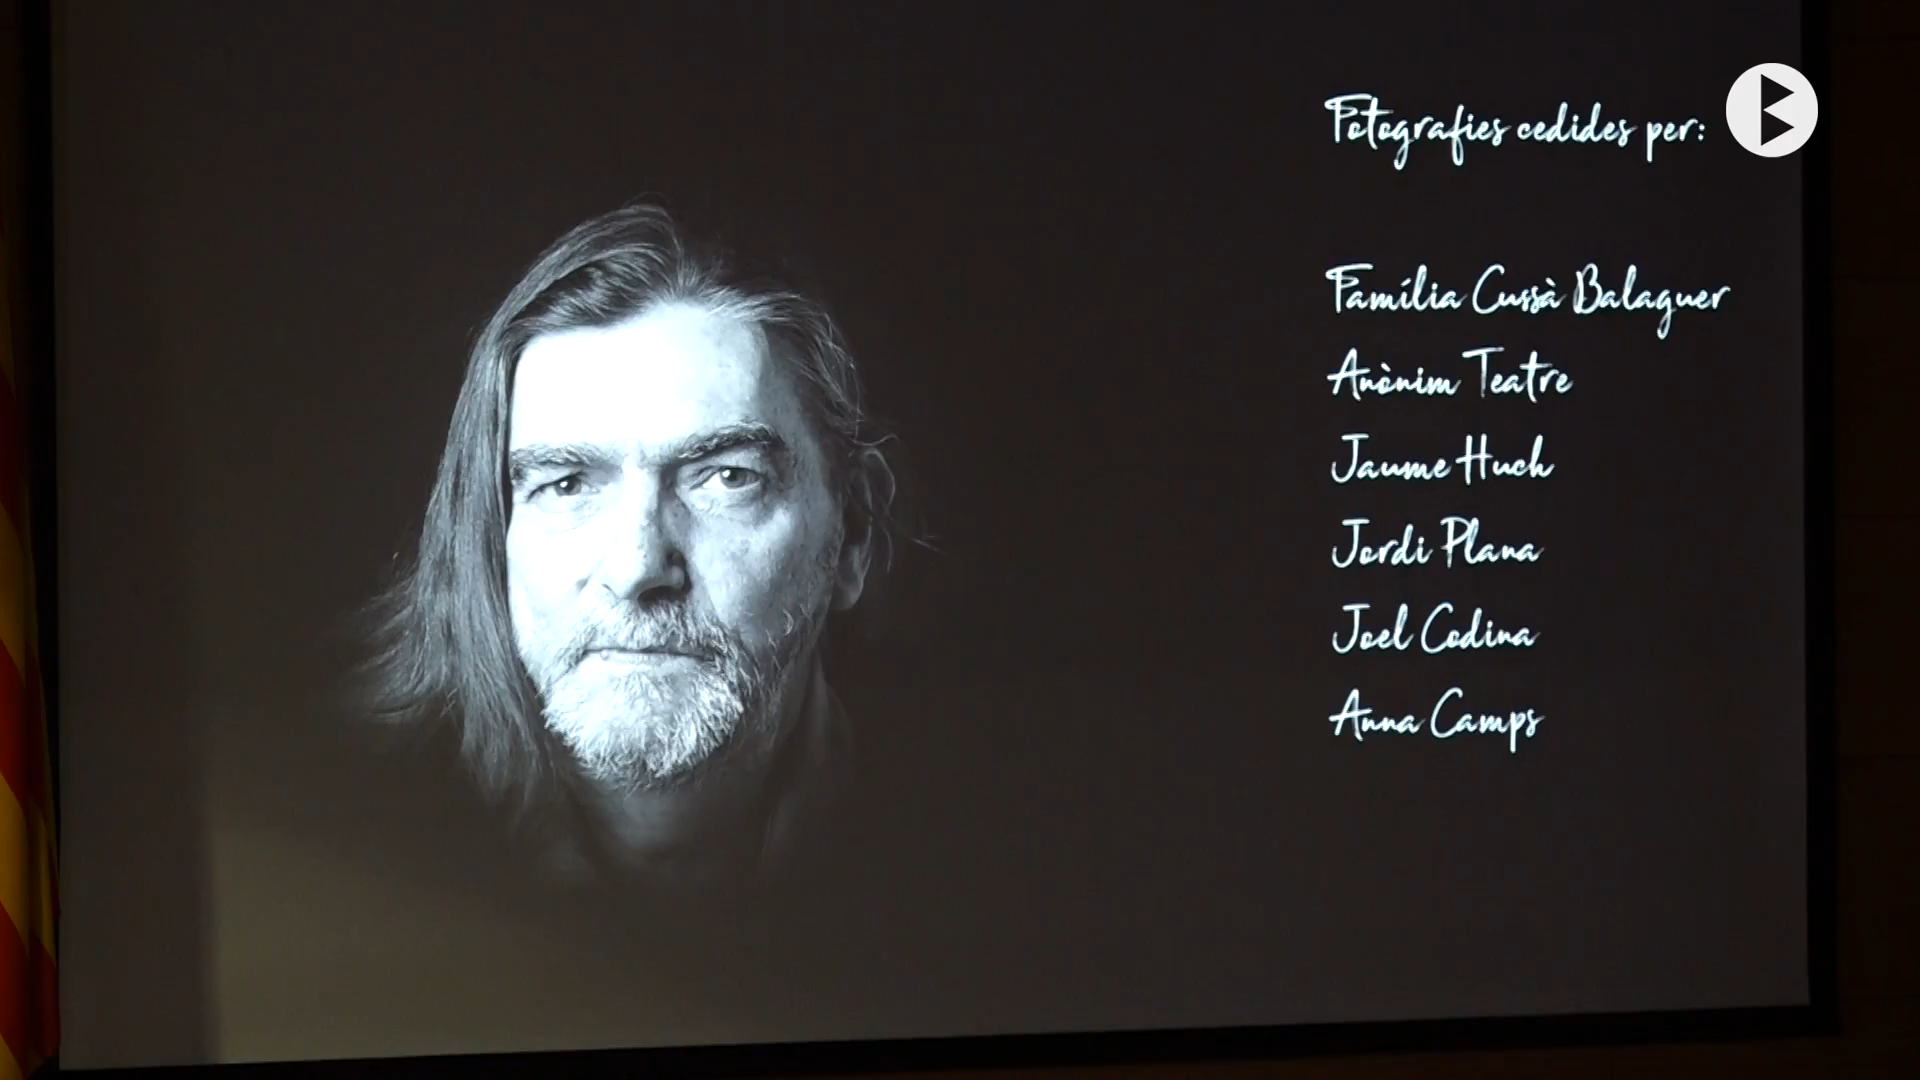 Fotografies cedides per:
Família Cussà Balaguer
Anònim Teatre
Jaume Huch
Jordi Plana
Joel Codina
Anna Camps